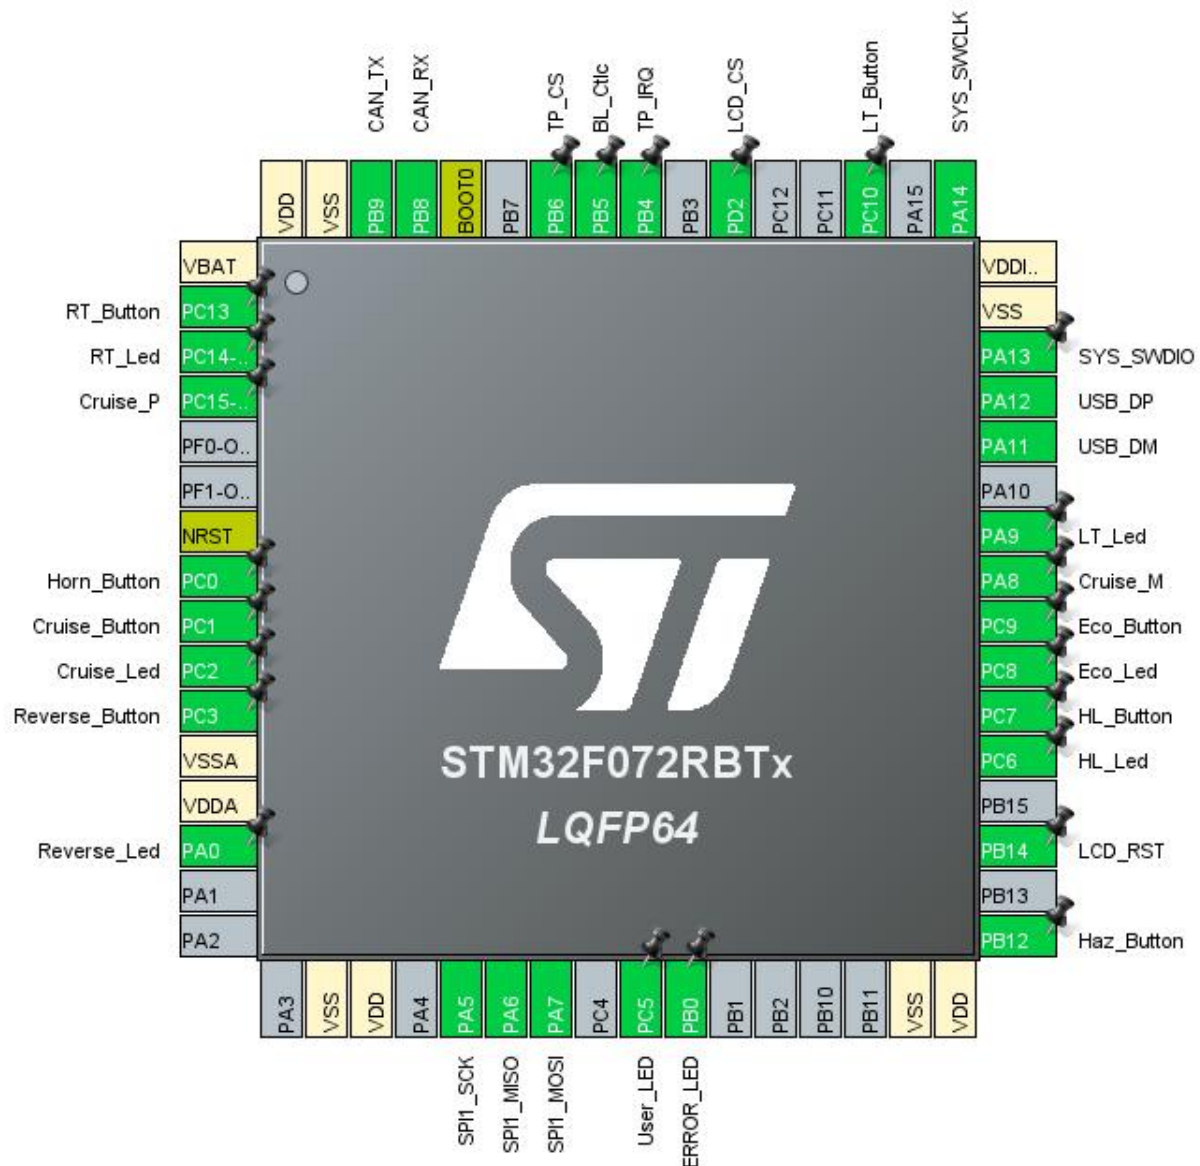 CAN_TX
CAN_RX
TP_CS
BL_Ctlc
TP_IRQ
LCD_CS
LT_Button
SYS_SWCLK
VDD
VSS
PB9
PB8
BOOT0
PB7
PB6
PB5
PB4
PB3
PD2
PC12
PC11
PC10
PA15
PA14
VBAT
RT_Button PC13
RT_Led PC14-..
Cruise_P PC15-..
PF0-O..
PF1-O..
NRST
Horn_Button PC0
Cruise_Button PC1
Cruise_Led PC2
Reverse_Button PC3
VSSA
VDDA
Reverse_Led PA0
PA1
PA2
STM32F072RBTx
LQFP64
VDDI..
VSS
PA13 SYS_SWDIO
PA12 USB_DP
PA11 USB_DM
PA10
PA9 LT_Led
PA8 Cruise_M
PC9 Eco_Button
PC8 Eco_Led
PC7 HL_Button
PC6 HL_Led
PB15
PB14 LCD_RST
PB13
PB12 Haz_Button
PA3
VSS
VDD
PA4
PA5
PA6
PA7
PC4
PC5
PB0
PB1
PB2
PB10
PB11
VSS
VDD
SPI1_SCK
SPI1_MISO
SPI1_MOSI
User_LED
ERROR_LED